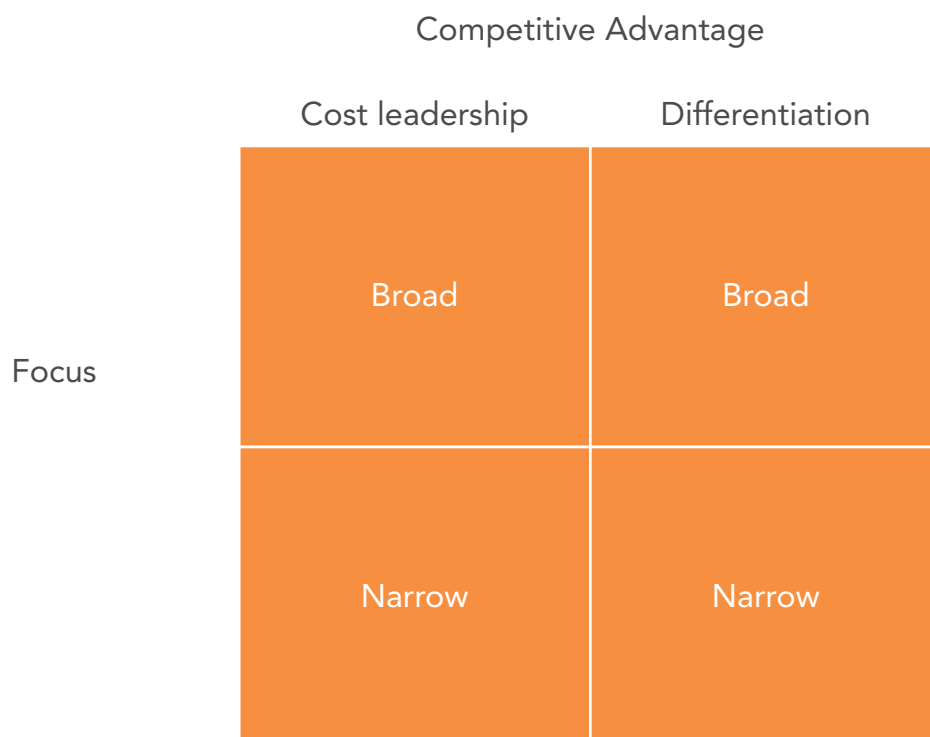 Competitive Advantage
Cost leadership Differentiation
Broad Broad
Focus
Narrow Narrow